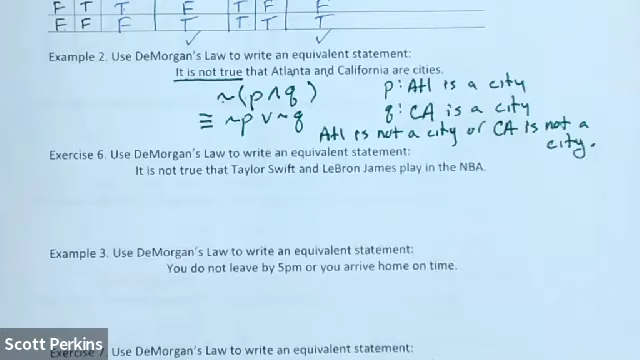 F T T F T F F
F F F T T T T
Example 2. Use DeMorgan's Law to write an equivalent statement:
It is not true that Atlanta and California are cities.
~(p∧q) p: Atl is a city
≅ ~p ∨ ~q q: CA is a city
Atl is not a city or CA is not a city.
Exercise 6. Use DeMorgan's Law to write an equivalent statement:
It is not true that Taylor Swift and LeBron James play in the NBA.
Example 3. Use DeMorgan's Law to write an equivalent statement:
You do not leave by 5pm or you arrive home on time.
Scott Perkins
Exercise 7. Use DeMorgan's Law to write an equivalent statement: